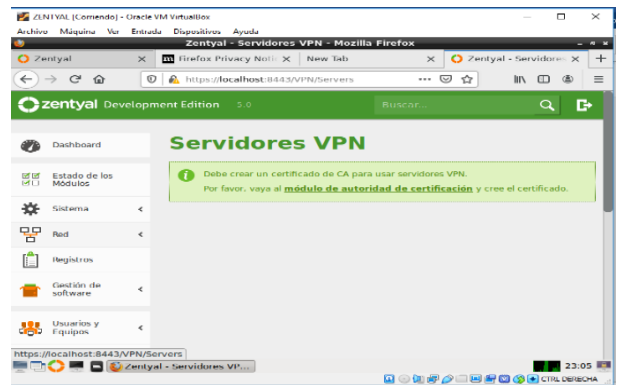 ZENTYAL [Corriendo] - Oracle VM VirtualBox
Archivo Máquina Ver Entrada Dispositivos Ayuda
Zentyal - Servidores VPN - Mozilla Firefox
Zentyal
Firefox Privacy Notic
New Tab
Zentyal - Servidores
https://localhost:8443/VPN/Servers
zentyal Development Edition 5.0
Buscar...
Dashboard
Servidores VPN
Debe crear un certificado de CA para usar servidores VPN.
Por favor, vaya al módulo de autoridad de certificación y cree el certificado.
Estado de los
Módulos
Sistema
Red
Registros
Gestión de
software
Usuarios y
Equipos
https://localhost:8443/VPN/Servers
Zentyal - Servidores VP...
23:05
CTRL DERECHA